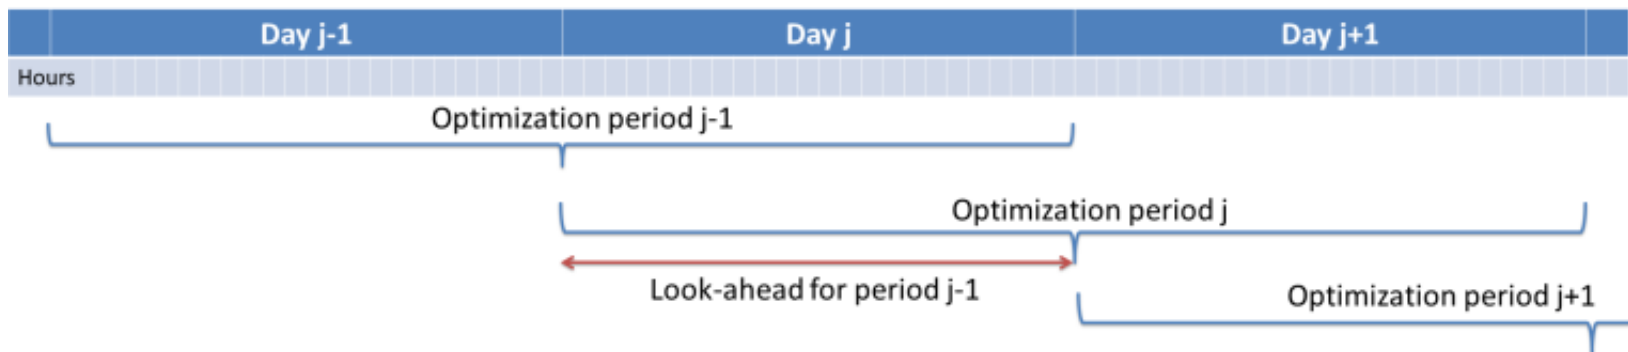 Day j-1 Day j Day j+1
Hours
Optimization period j-1
Optimization period j
Look-ahead for period j-1
Optimization period j+1